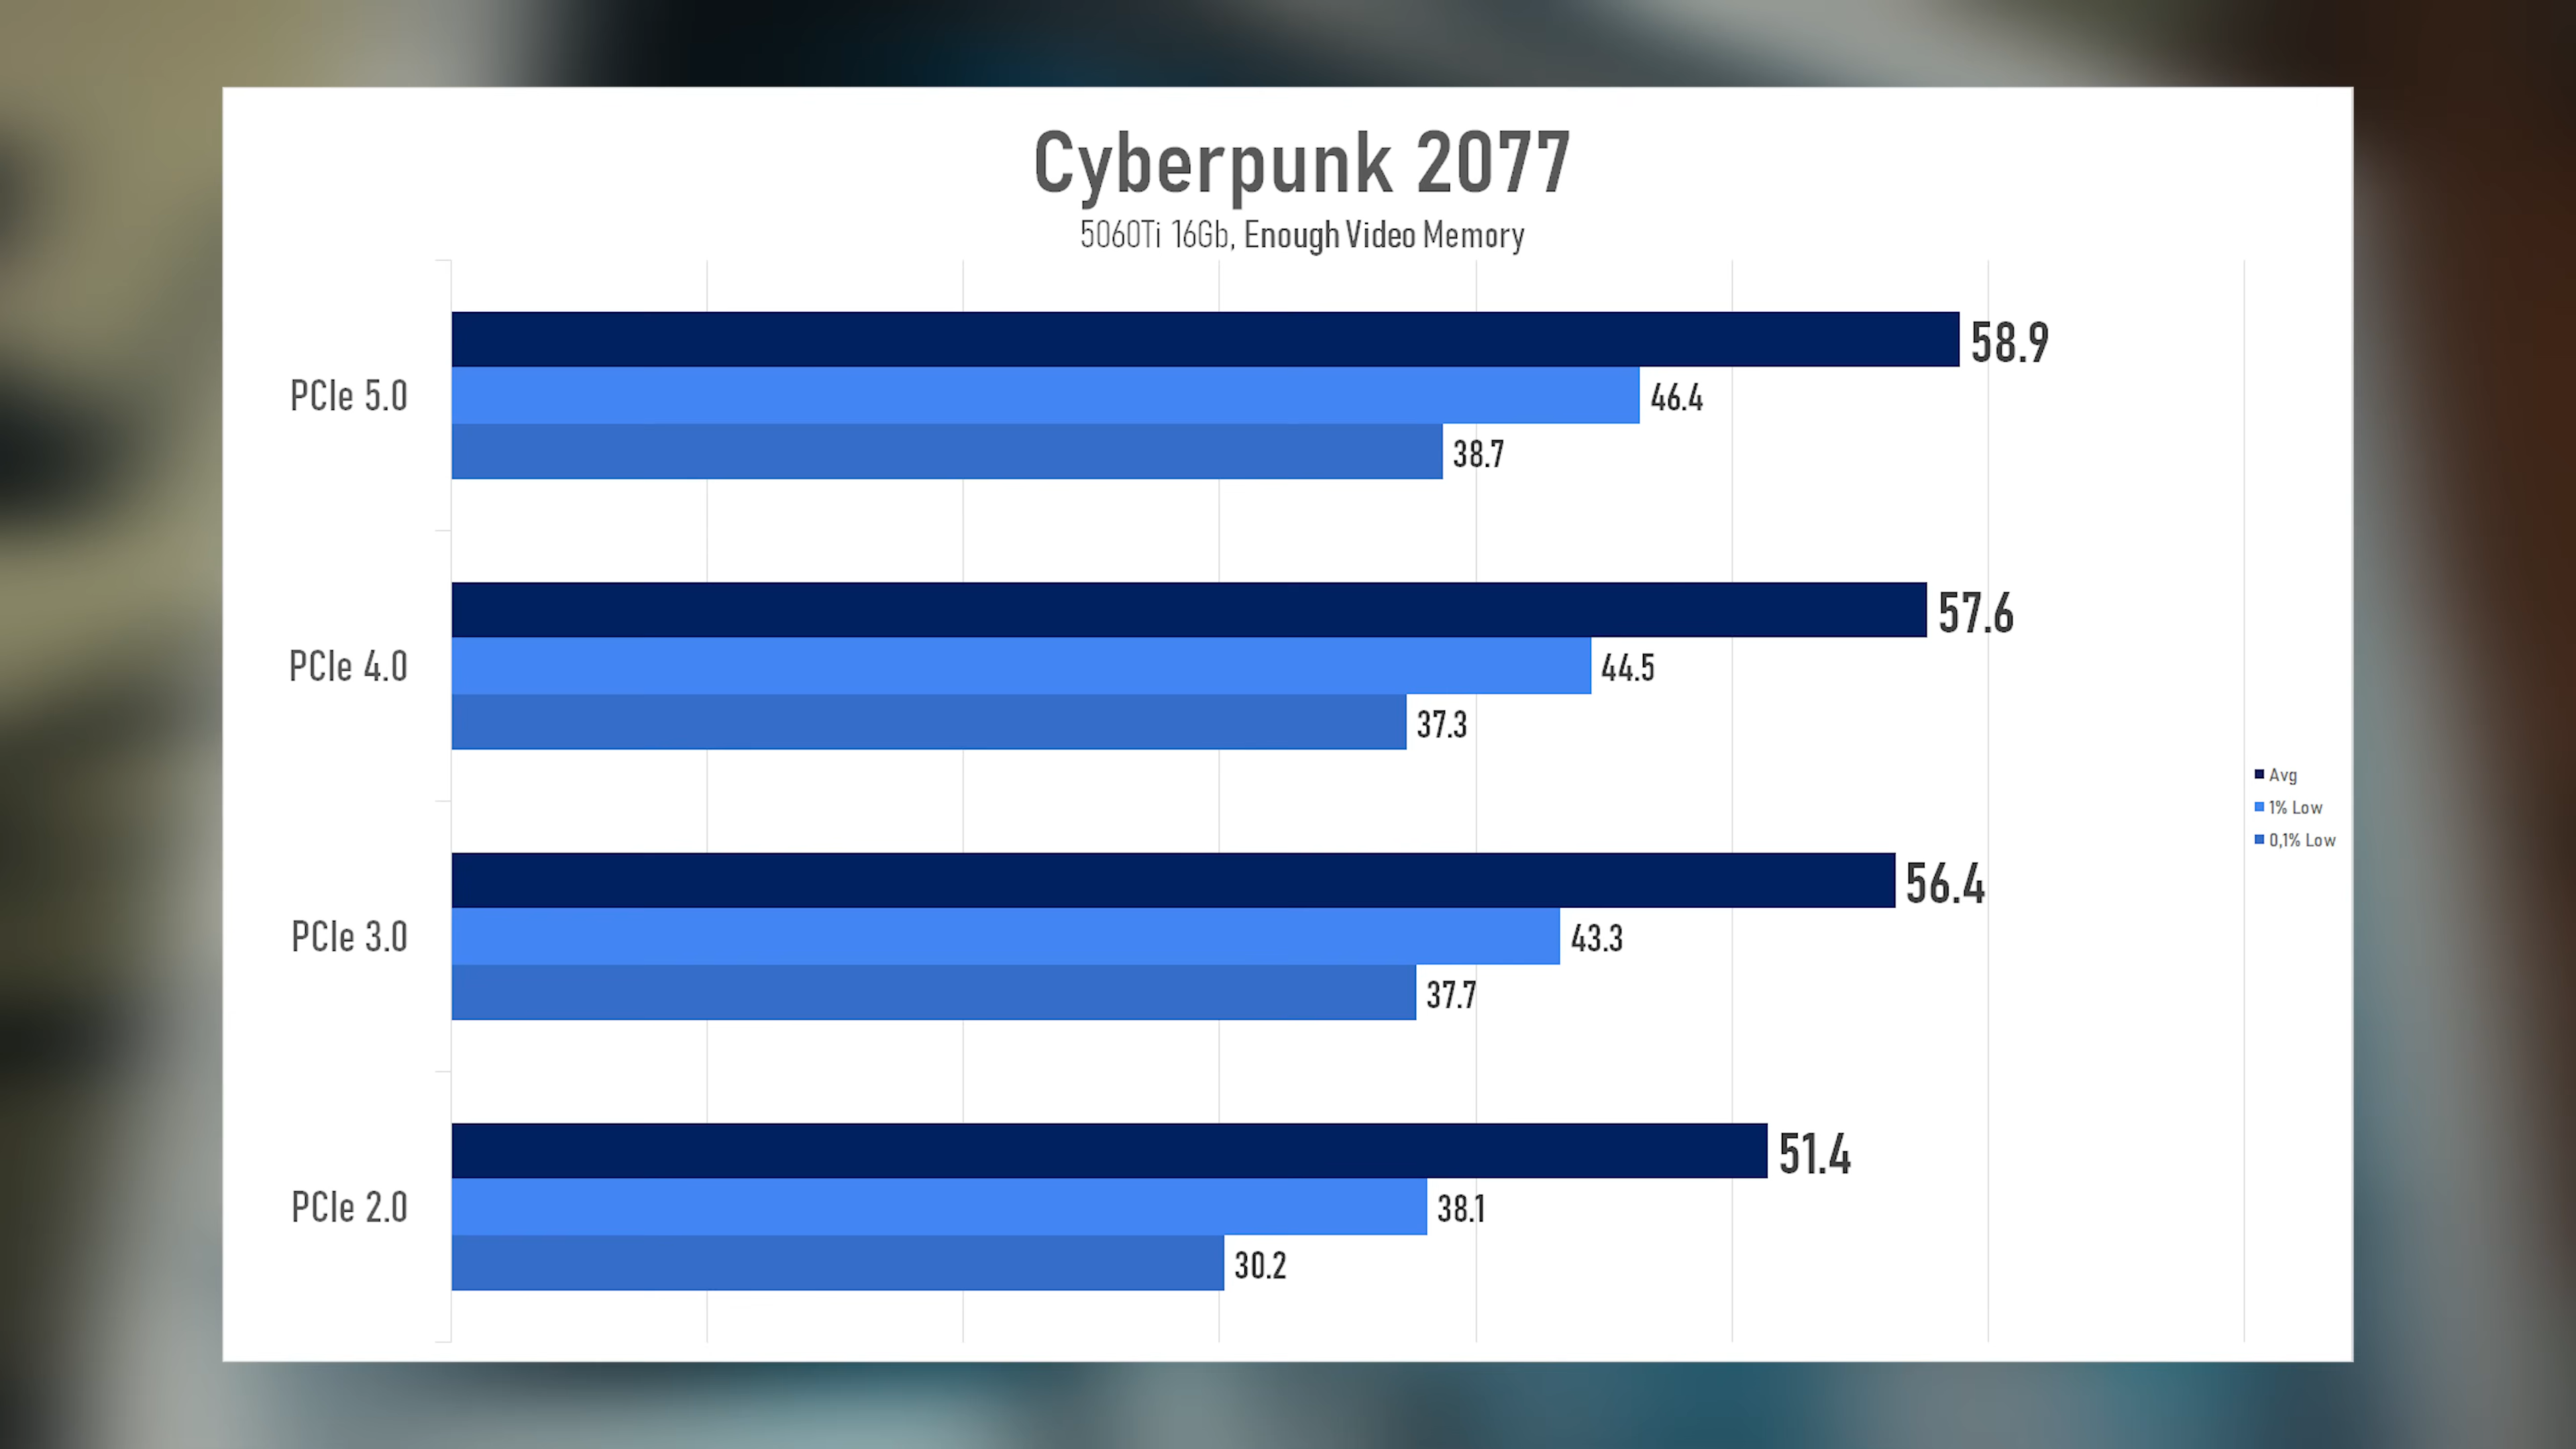 Cyberpunk 2077
5060Ti 16Gb, Enough Video Memory
PCIe 5.0
58.9
46.4
38.7
PCIe 4.0
57.6
44.5
37.3
PCIe 3.0
56.4
43.3
37.7
PCIe 2.0
51.4
38.1
30.2
Avg
1% Low
0,1% Low